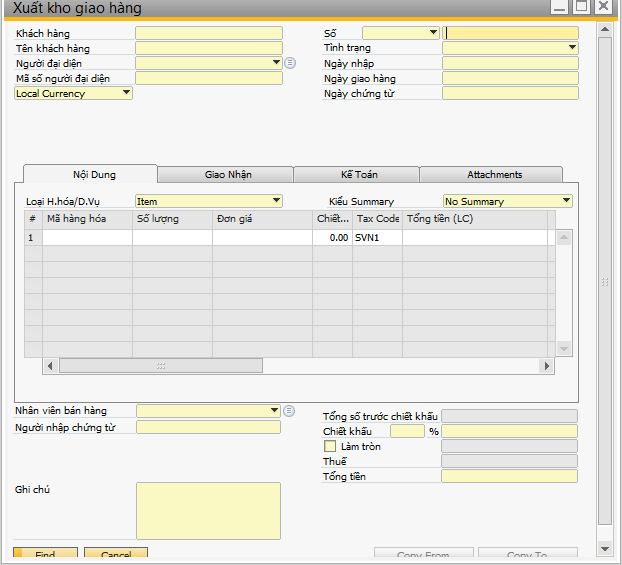 Xuất kho giao hàng
Khách hàng
Số
Tên khách hàng
Tình trạng
Người đại diện
Ngày nhập
Mã số người đại diện
Ngày giao hàng
Local Currency
Ngày chứng từ
Nội Dung
Giao Nhận
Kế Toán
Attachments
Loại H.hóa/D.Vụ
Item
Kiểu Summary
No Summary
# Mã hàng hóa Số lượng Đơn giá Chiết... Tax Code Tổng tiền (LC)
1 0.00 SVN1
Nhân viên bán hàng
Tổng số trước chiết khấu
Người nhập chứng từ
Chiết khấu %
Làm tròn
Thuế
Tổng tiền
Ghi chú
Find
Cancel
Copy From
Copy To